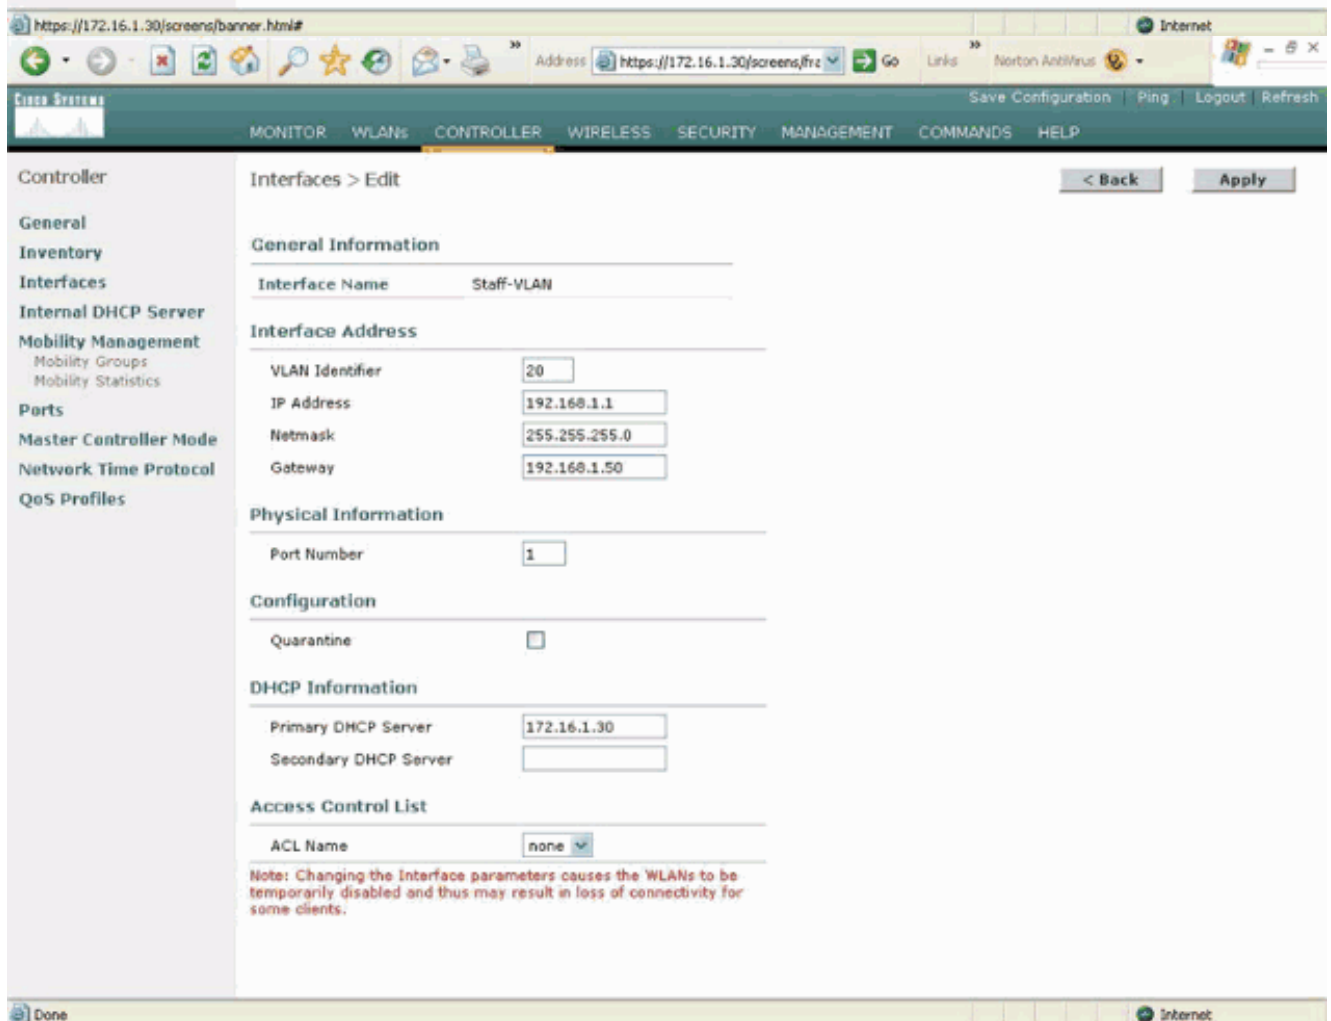 https://172.16.1.30/screens/banner.html#
Internet
Address https://172.16.1.30/screens/fra Go Links Norton AntiVirus
CISCO SYSTEMS
Save Configuration | Ping | Logout | Refresh
MONITOR WLANs CONTROLLER WIRELESS SECURITY MANAGEMENT COMMANDS HELP
Controller
General
Inventory
Interfaces
Internal DHCP Server
Mobility Management
Mobility Groups
Mobility Statistics
Ports
Master Controller Mode
Network Time Protocol
QoS Profiles
Interfaces > Edit
< Back
Apply
General Information
Interface Name Staff-VLAN
Interface Address
VLAN Identifier 20
IP Address 192.168.1.1
Netmask 255.255.255.0
Gateway 192.168.1.50
Physical Information
Port Number 1
Configuration
Quarantine
DHCP Information
Primary DHCP Server 172.16.1.30
Secondary DHCP Server
Access Control List
ACL Name none
Note: Changing the Interface parameters causes the WLANs to be
temporarily disabled and thus may result in loss of connectivity for
some clients.
Done
Internet